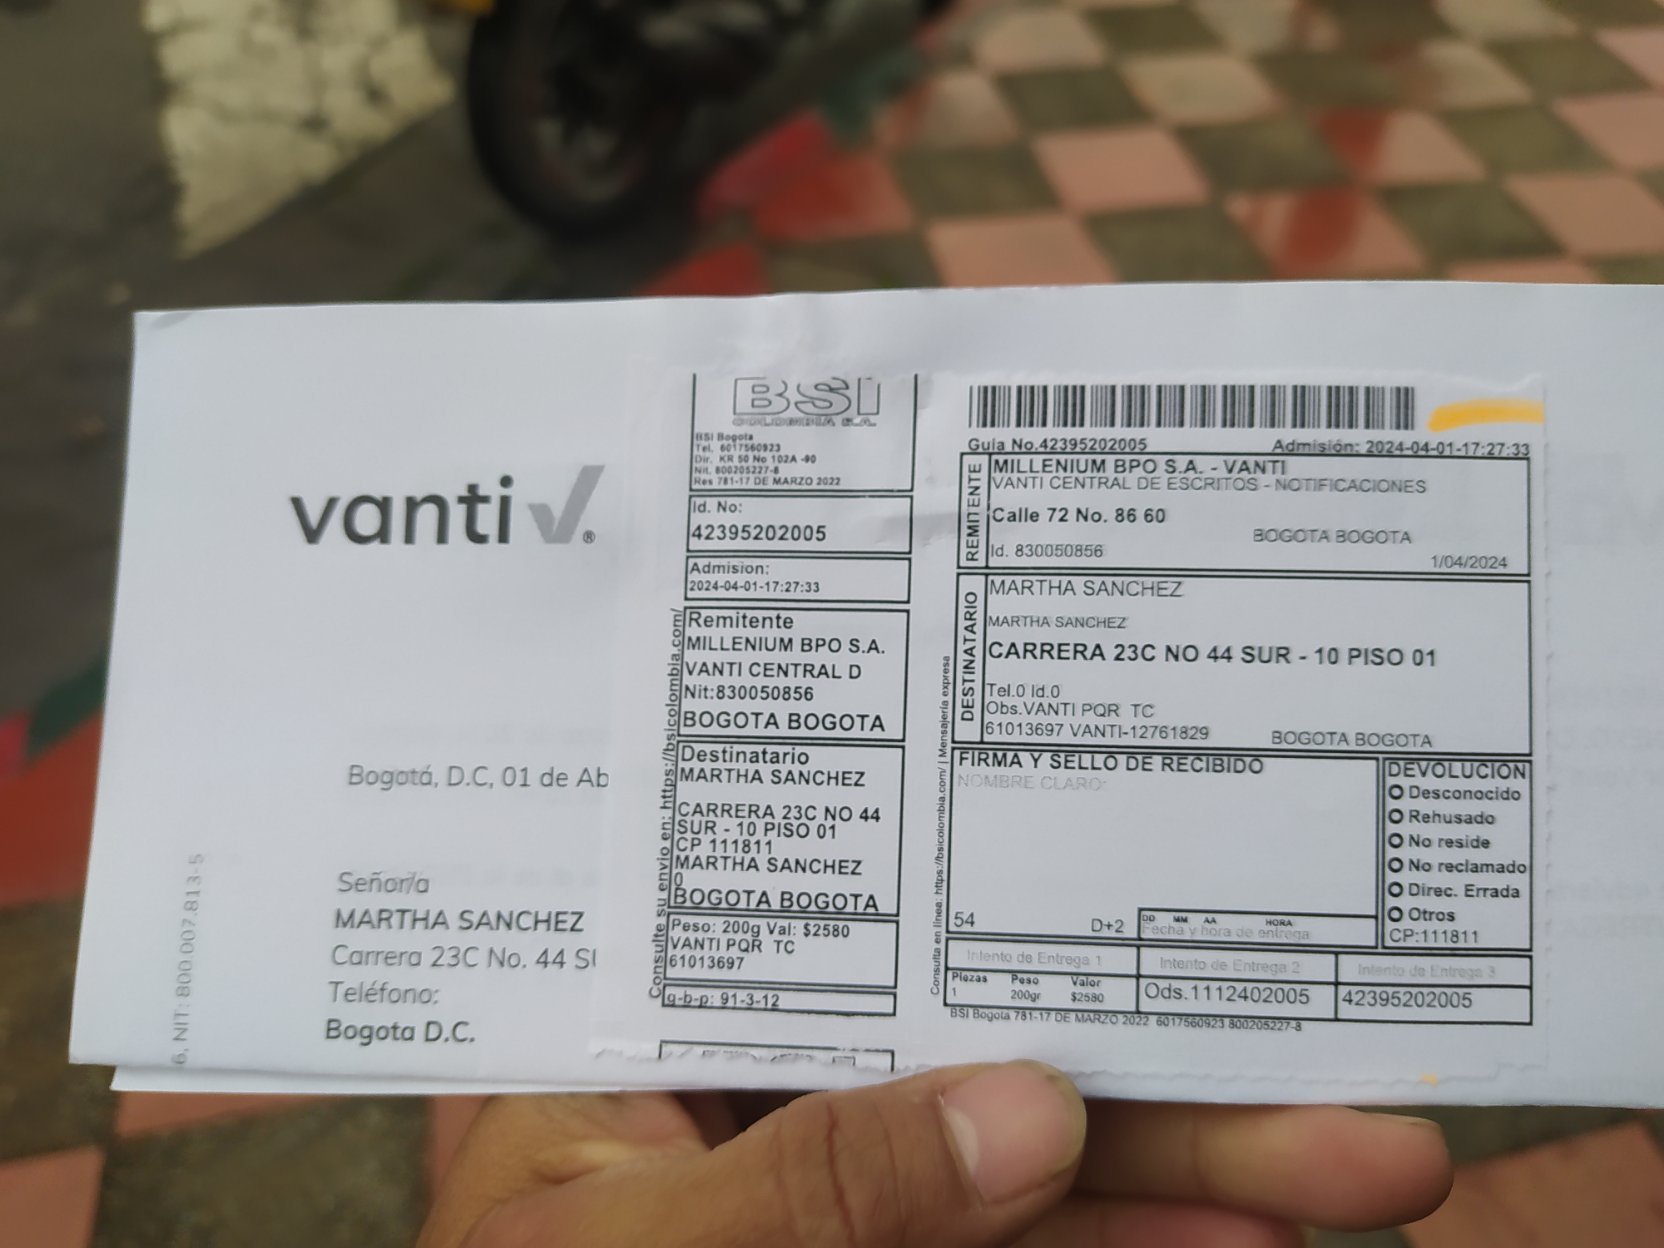 vanti
®
Bogotá, D.C, 01 de Ab
Señor/a
MARTHA SANCHEZ
Carrera 23C No. 44 SU
Teléfono:
Bogota D.C.
6, NIT: 800.007.813-5
BSI
COLOMBIA S.A.
BSI Bogota
Tel. 6017560923
Dir. KR 50 No 102A -90
Nit. 800205227-8
Res 781-17 DE MARZO 2022
Id. No:
42395202005
Admision:
2024-04-01-17:27:33
Remitente
MILLENIUM BPO S.A.
VANTI CENTRAL D
Nit:830050856
BOGOTA BOGOTA
Destinatario
MARTHA SANCHEZ
CARRERA 23C NO 44
SUR - 10 PISO 01
CP 111811
MARTHA SANCHEZ
0
BOGOTA BOGOTA
Peso: 200g Val: $2580
VANTI PQR TC
61013697
g-b-p: 91-3-12
Consulte su envio en: https://bsicolombia.com/
Guia No.42395202005 Admisión: 2024-04-01-17:27:33
REMITENTE
MILLENIUM BPO S.A. - VANTI
VANTI CENTRAL DE ESCRITOS - NOTIFICACIONES
Calle 72 No. 86 60
BOGOTA BOGOTA
Id. 830050856
1/04/2024
DESTINATARIO
MARTHA SANCHEZ
MARTHA SANCHEZ
CARRERA 23C NO 44 SUR - 10 PISO 01
Tel.0 Id.0
Obs.VANTI PQR TC
61013697 VANTI-12761829 BOGOTA BOGOTA
FIRMA Y SELLO DE RECIBIDO
NOMBRE CLARO:
54 D+2
DD MM AA HORA
Fecha y hora de entrega
DEVOLUCION
Desconocido
Rehusado
No reside
No reclamado
Direc. Errada
Otros
CP:111811
Intento de Entrega 1 Intento de Entrega 2 Intento de Entrega 3
Piezas Peso Valor
1 200gr $2580
Ods.1112402005 42395202005
BSI Bogota 781-17 DE MARZO 2022 6017560923 800205227-8
Consulta en línea: https://bsicolombia.com/ | Mensajería expresa